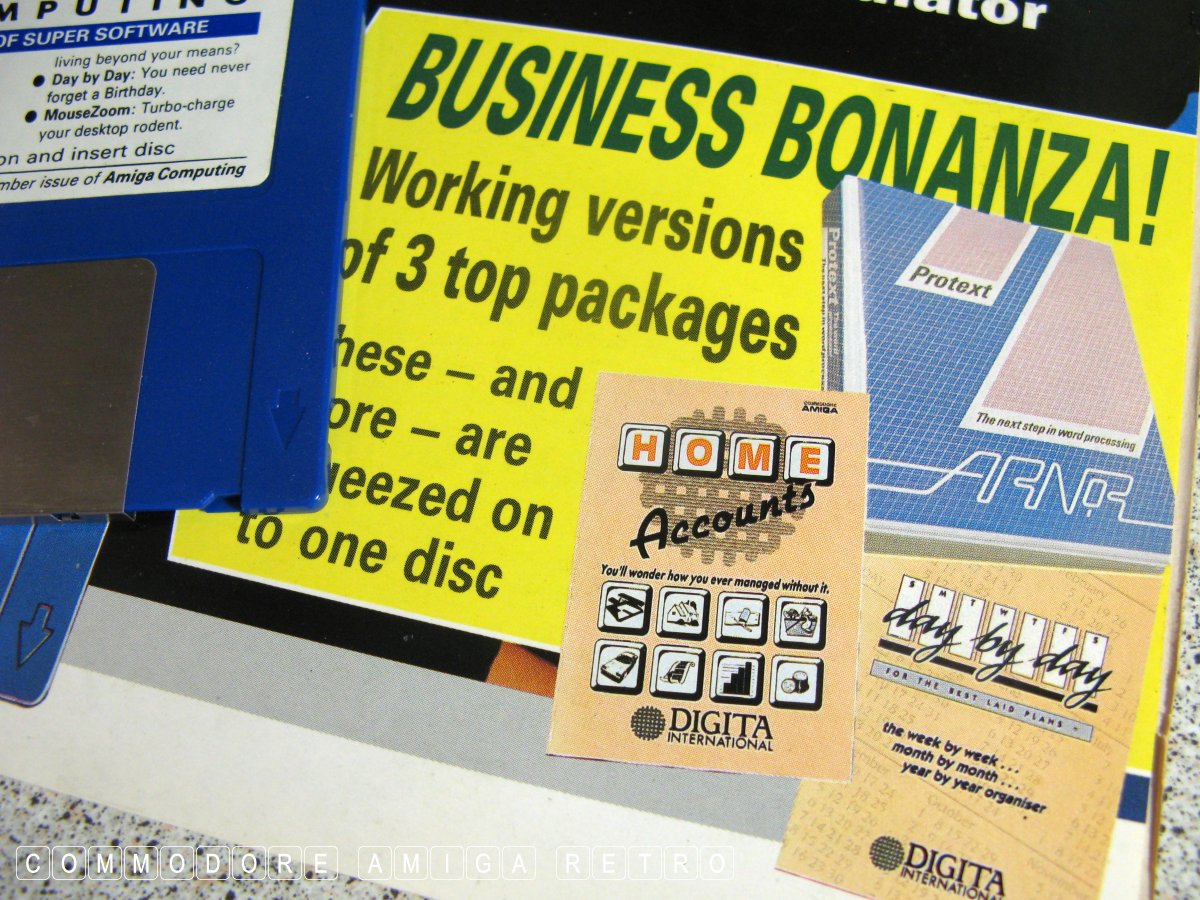 MPUTING
OF SUPER SOFTWARE
living beyond your means?
● Day by Day: You need never
forget a Birthday.
● MouseZoom: Turbo-charge
your desktop rodent.
on and insert disc
mber issue of Amiga Computing
nator
BUSINESS BONANZA!
Working versions
of 3 top packages
hese – and
ore – are
eezed on
to one disc
Protext
Protext
The next step in word processing
ARNOR
COMMODORE
AMIGA
HOME
Accounts
You'll wonder how you ever managed without it.
DIGITA
INTERNATIONAL
S M T W T F S
day by day
FOR THE BEST LAID PLANS –
the week by week...
month by month...
year by year organiser
DIGITA
INTERNATIONAL
COMMODORE AMIGA RETRO